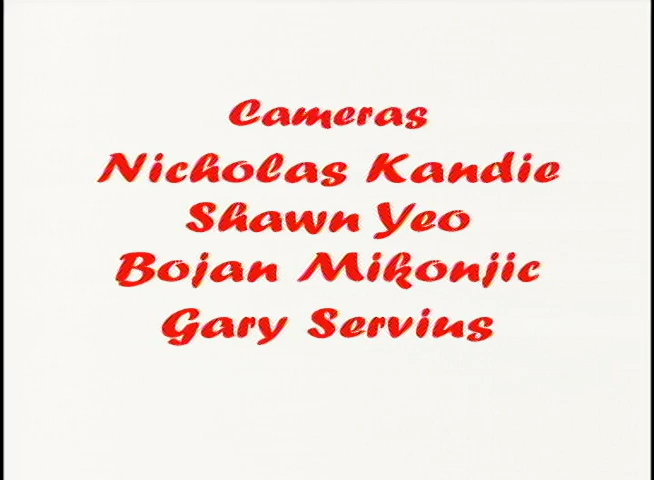 Cameras
Nicholas Kandie
Shawn Yeo
Bojan Mikonjic
Gary Servius